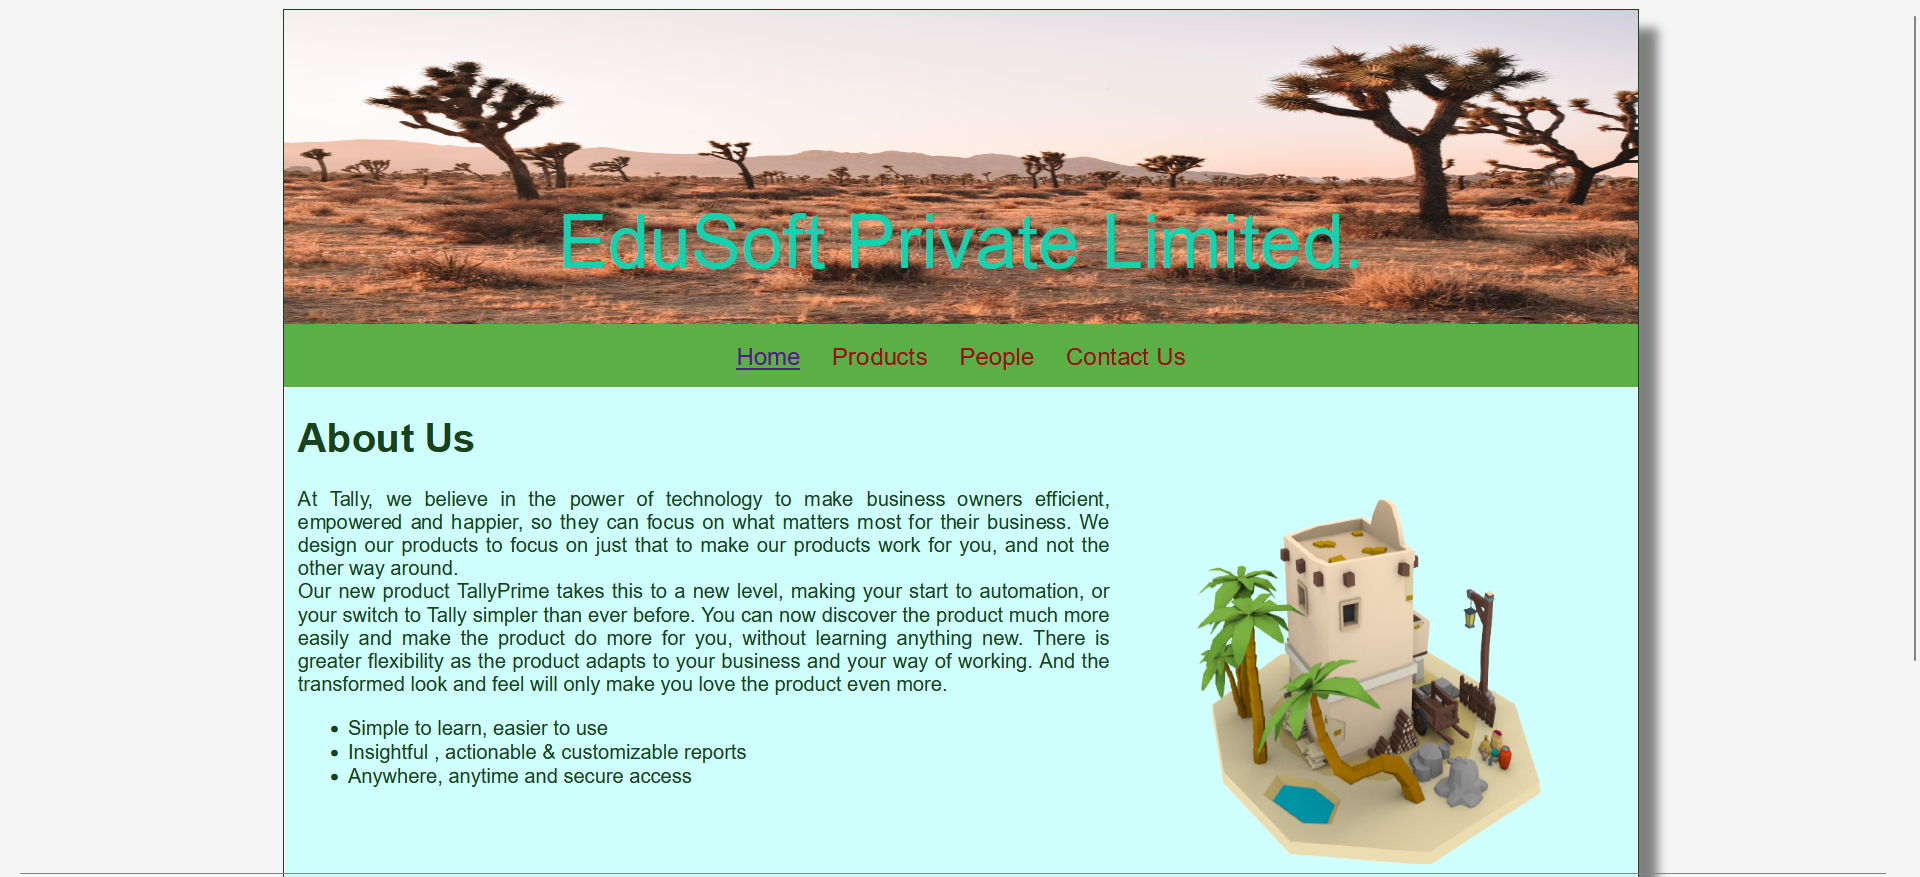 EduSoft Private Limited.
Home Products People Contact Us
About Us
At Tally, we believe in the power of technology to make business owners efficient,
empowered and happier, so they can focus on what matters most for their business. We
design our products to focus on just that to make our products work for you, and not the
other way around.
Our new product TallyPrime takes this to a new level, making your start to automation, or
your switch to Tally simpler than ever before. You can now discover the product much more
easily and make the product do more for you, without learning anything new. There is
greater flexibility as the product adapts to your business and your way of working. And the
transformed look and feel will only make you love the product even more.
• Simple to learn, easier to use
• Insightful , actionable & customizable reports
• Anywhere, anytime and secure access